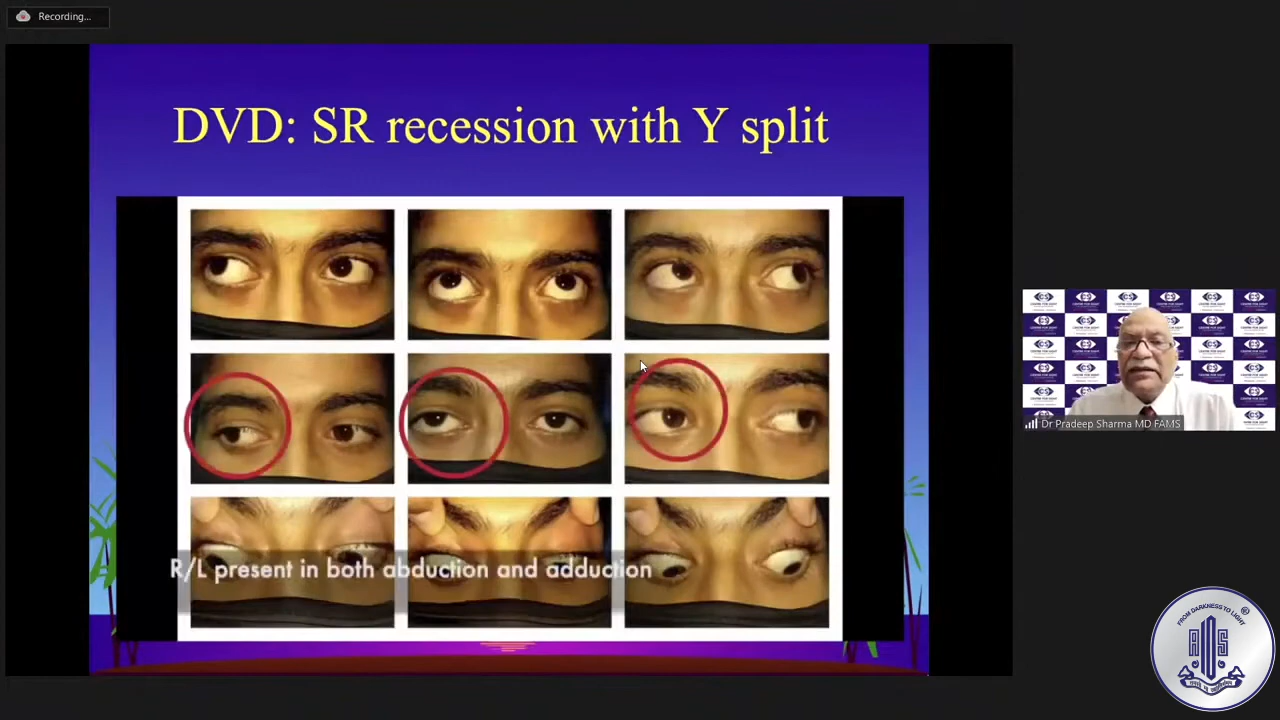 Recording...
DVD: SR recession with Y split
R/L present in both abduction and adduction
Dr Pradeep Sharma MD FAMS
FROM DARKNESS TO LIGHT